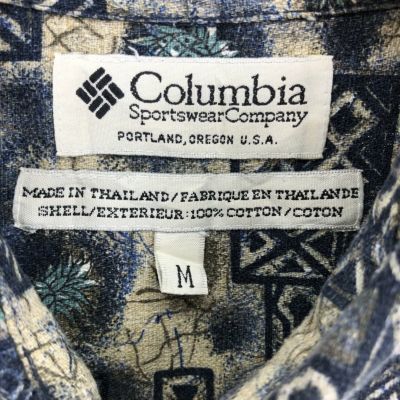 Columbia
SportswearCompany
PORTLAND, OREGON U.S.A.
MADE IN THAILAND/FABRIQUE EN THAILANDE
SHELL/EXTERIEUR:100% COTTON/COTON
M